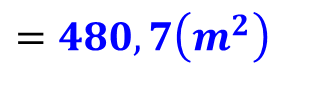 = 480,7(m²)